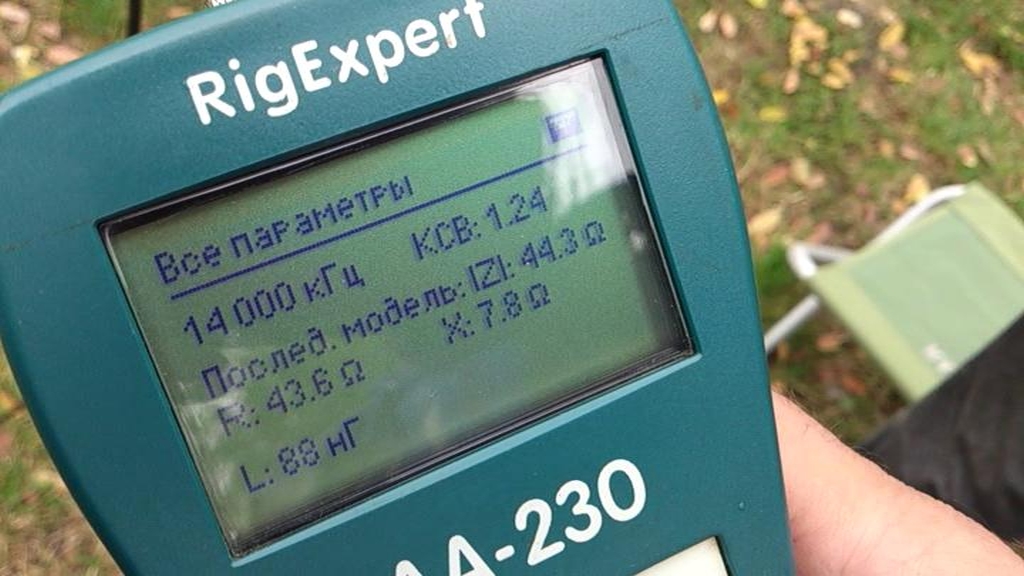 RigExpert
Все параметры
14 000 кГц КСВ: 1.24
Послед. модель: |Z|: 44.3 Ω
R: 43.6 Ω X: 7.8 Ω
L: 88 нГ
AA-230